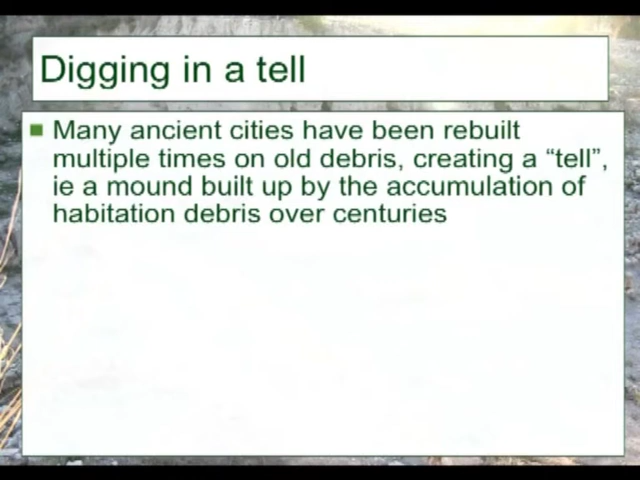 Digging in a tell
Many ancient cities have been rebuilt
multiple times on old debris, creating a “tell”,
ie a mound built up by the accumulation of
habitation debris over centuries